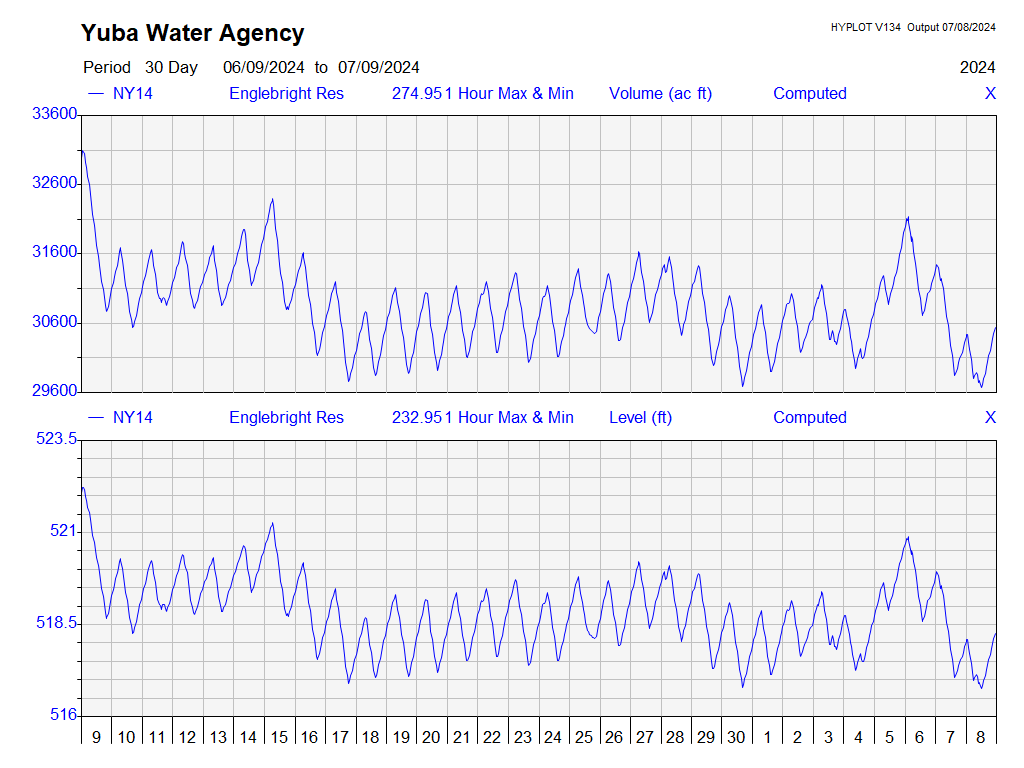 Yuba Water Agency
HYPLOT V134 Output 07/08/2024
Period 30 Day 06/09/2024 to 07/09/2024 2024
NY14 Englebright Res 274.951 Hour Max & Min Volume (ac ft) Computed X
33600
32600
31600
30600
29600
NY14 Englebright Res 232.951 Hour Max & Min Level (ft) Computed X
523.5
521
518.5
516
9 10 11 12 13 14 15 16 17 18 19 20 21 22 23 24 25 26 27 28 29 30 1 2 3 4 5 6 7 8